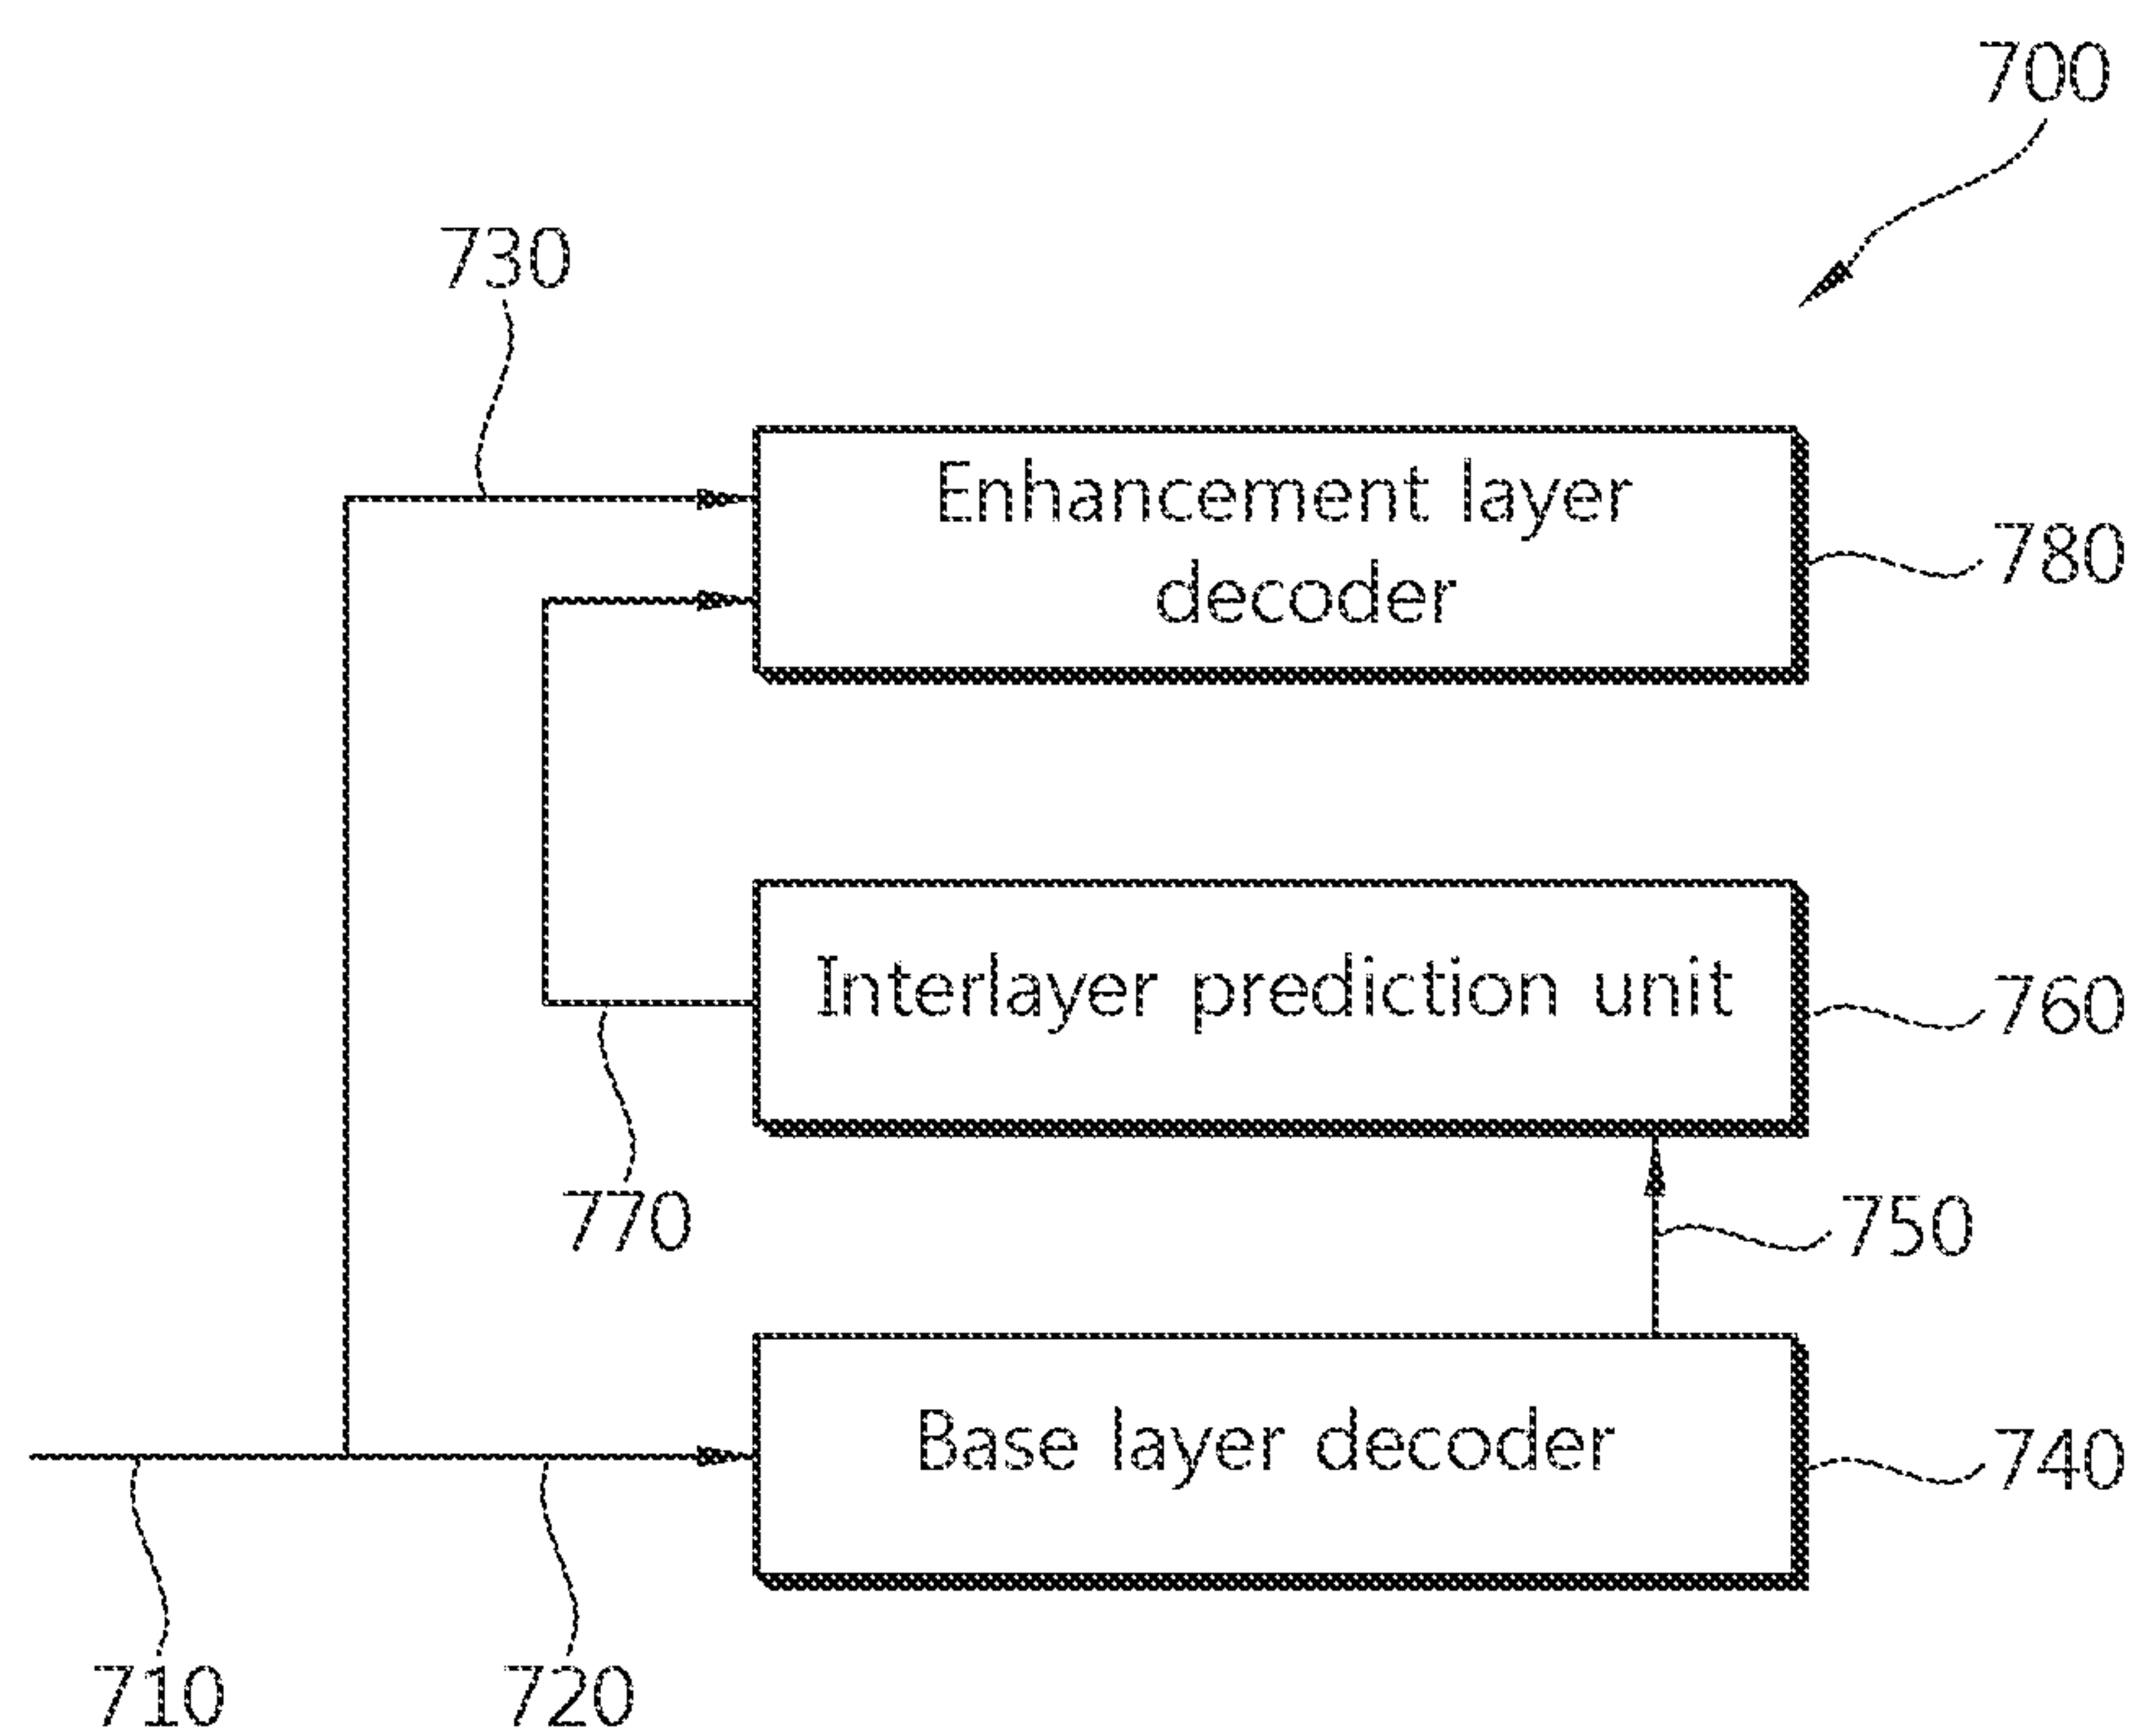 700
730
Enhancement layer
decoder
780
Interlayer prediction unit
760
770
750
Base layer decoder
740
710
720